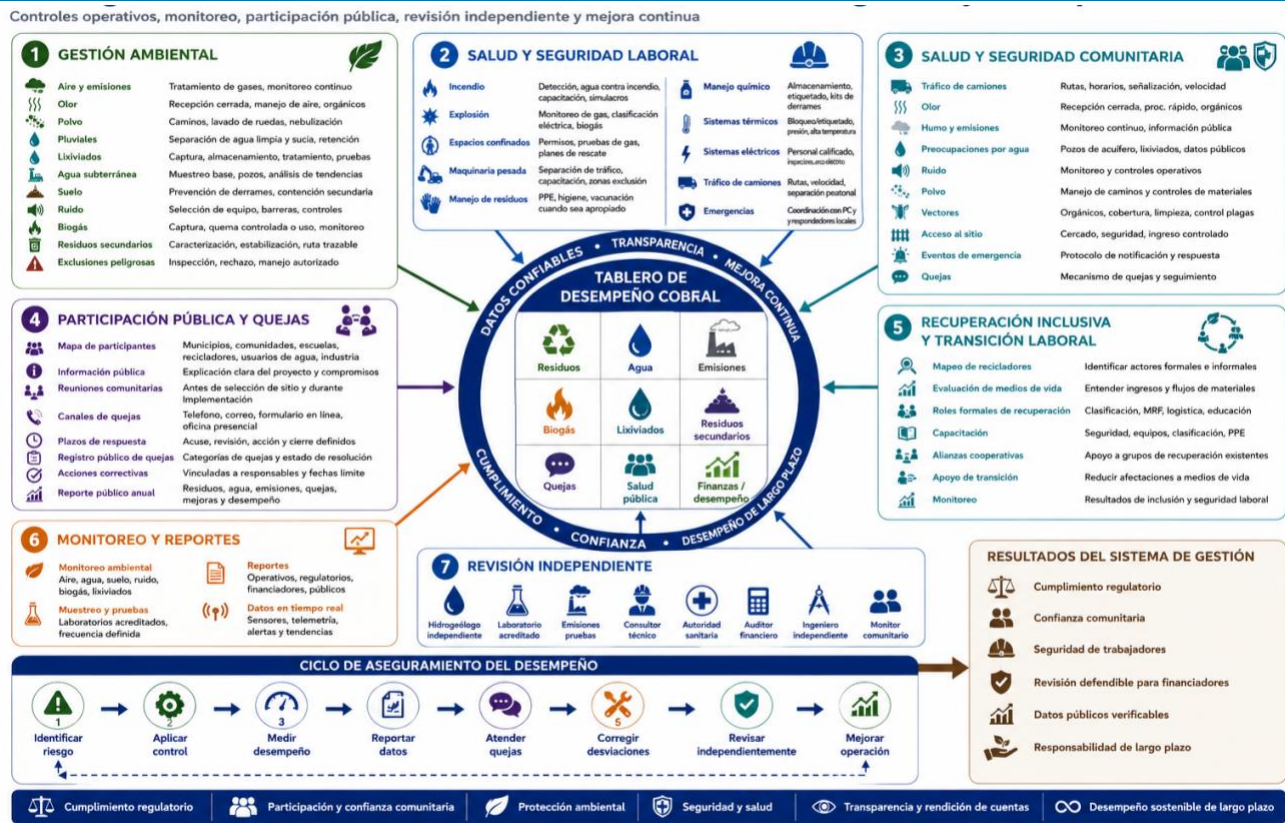 Controles operativos, monitoreo, participación pública, revisión independiente y mejora continua
1 GESTIÓN AMBIENTAL
Aire y emisiones Tratamiento de gases, monitoreo continuo
Olor Recepción cerrada, manejo de aire, orgánicos
Polvo Caminos, lavado de ruedas, nebulización
Pluviales Separación de agua limpia y sucia, retención
Lixiviados Captura, almacenamiento, tratamiento, pruebas
Agua subterránea Muestreo base, pozos, análisis de tendencias
Suelo Prevención de derrames, contención secundaria
Ruido Selección de equipo, barreras, controles
Biogás Captura, quema controlada o uso, monitoreo
Residuos secundarios Caracterización, estabilización, ruta trazable
Exclusiones peligrosas Inspección, rechazo, manejo autorizado
2 SALUD Y SEGURIDAD LABORAL
Incendio Detección, agua contra incendio,
capacitación, simulacros
Explosión Monitoreo de gas, clasificación
eléctrica, biogás
Espacios confinados Permisos, pruebas de gas,
planes de rescate
Maquinaria pesada Separación de tráfico,
capacitación, zonas exclusión
Manejo de residuos PPE, higiene, vacunación
cuando sea apropiado
Manejo químico Almacenamiento,
etiquetado, kits de
derrames
Sistemas térmicos Bloqueo/etiquetado,
presión, alta temperatura
Sistemas eléctricos Personal calificado,
inspecciones, arco eléctrico
Tráfico de camiones Rutas, velocidad,
separación peatonal
Emergencias Coordinación con PC
y respondedores locales
3 SALUD Y SEGURIDAD COMUNITARIA
Tráfico de camiones Rutas, horarios, señalización, velocidad
Olor Recepción cerrada, proc. rápido, orgánicos
Humo y emisiones Monitoreo continuo, información pública
Preocupaciones por agua Pozos de acuífero, lixiviados, datos públicos
Ruido Monitoreo y controles operativos
Polvo Manejo de caminos y controles de materiales
Vectores Orgánicos, cobertura, limpieza, control plagas
Acceso al sitio Cercado, seguridad, ingreso controlado
Eventos de emergencia Protocolo de notificación y respuesta
Quejas Mecanismo de quejas y seguimiento
4 PARTICIPACIÓN PÚBLICA Y QUEJAS
Mapa de participantes Municipios, comunidades, escuelas,
recicladores, usuarios de agua, industria
Información pública Explicación clara del proyecto y compromisos
Reuniones comunitarias Antes de selección de sitio y durante
Implementación
Canales de quejas Telefono, correo, formulario en línea,
oficina presencial
Plazos de respuesta Acuse, revisión, acción y cierre definidos
Registro público de quejas Categorías de quejas y estado de resolución
Acciones correctivas Vinculadas a responsables y fechas límite
Reporte público anual Residuos, agua, emisiones, quejas,
mejoras y desempeño
DATOS CONFIABLES • TRANSPARENCIA • MEJORA CONTINUA
TABLERO DE
DESEMPEÑO COBRAL
Residuos Agua Emisiones
Biogás Lixiviados Residuos
secundarios
Quejas Salud
pública Finanzas /
desempeño
CUMPLIMIENTO • CONFIANZA • DESEMPEÑO DE LARGO PLAZO
5 RECUPERACIÓN INCLUSIVA
Y TRANSICIÓN LABORAL
Mapeo de recicladores Identificar actores formales e informales
Evaluación de medios de vida Entender ingresos y flujos de materiales
Roles formales de recuperación Clasificación, MRF, logística, educación
Capacitación Seguridad, equipos, clasificación, PPE
Alianzas cooperativas Apoyo a grupos de recuperación existentes
Apoyo de transición Reducir afectaciones a medios de vida
Monitoreo Resultados de inclusión y seguridad laboral
6 MONITOREO Y REPORTES
Monitoreo ambiental
Aire, agua, suelo, ruido,
biogás, lixiviados
Muestreo y pruebas
Laboratorios acreditados,
frecuencia definida
Reportes
Operativos, regulatorios,
financiadores, públicos
Datos en tiempo real
Sensores, telemetría,
alertas y tendencias
7 REVISIÓN INDEPENDIENTE
Hidrogeólogo
independiente
Laboratorio
acreditado
Emisiones
pruebas
Consultor
técnico
Autoridad
sanitaria
Auditor
financiero
Ingeniero
independiente
Monitor
comunitario
RESULTADOS DEL SISTEMA DE GESTIÓN
Cumplimiento regulatorio
Confianza comunitaria
Seguridad de trabajadores
Revisión defendible para financiadores
Datos públicos verificables
Responsabilidad de largo plazo
CICLO DE ASEGURAMIENTO DEL DESEMPEÑO
1 Identificar
riesgo
2 Aplicar
control
3 Medir
desempeño
Reportar
datos
Atender
quejas
5 Corregir
desviaciones
Revisar
independientemente
Mejorar
operación
Cumplimiento regulatorio
Participación y confianza comunitaria
Protección ambiental
Seguridad y salud
Transparencia y rendición de cuentas
Desempeño sostenible de largo plazo